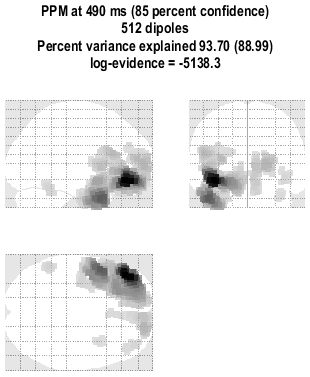 PPM at 490 ms (85 percent confidence)
512 dipoles
Percent variance explained 93.70 (88.99)
log-evidence = -5138.3